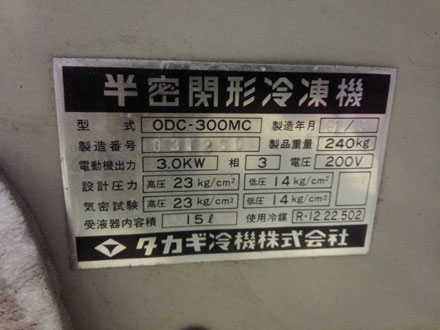 半密閉形冷凍機
型式 ODC-300MC 製造年月
製造番号 製品重量 240kg
電動機出力 3.0KW 相 3 電圧 200V
設計圧力 高圧 23 kg/cm² 低圧 14 kg/cm²
気密試験 高圧 23 kg/cm² 低圧 14 kg/cm²
受液器内容積 15ℓ 使用冷媒 R-12 22 502
タカギ冷機株式会社